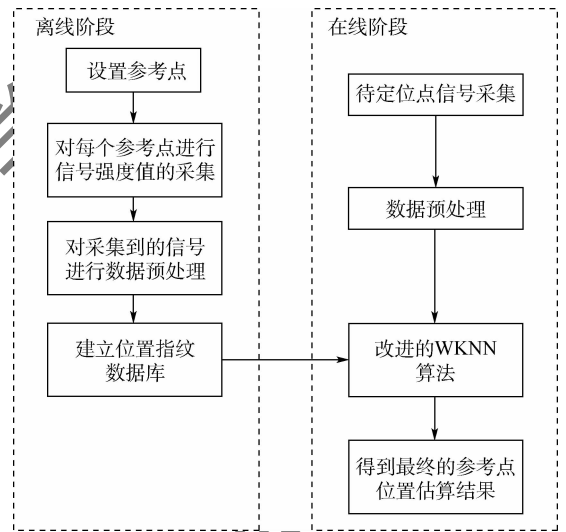 离线阶段
设置参考点
对每个参考点进行
信号强度值的采集
对采集到的信号
进行数据预处理
建立位置指纹
数据库
在线阶段
待定位点信号采集
数据预处理
改进的WKNN
算法
得到最终的参考点
位置估算结果